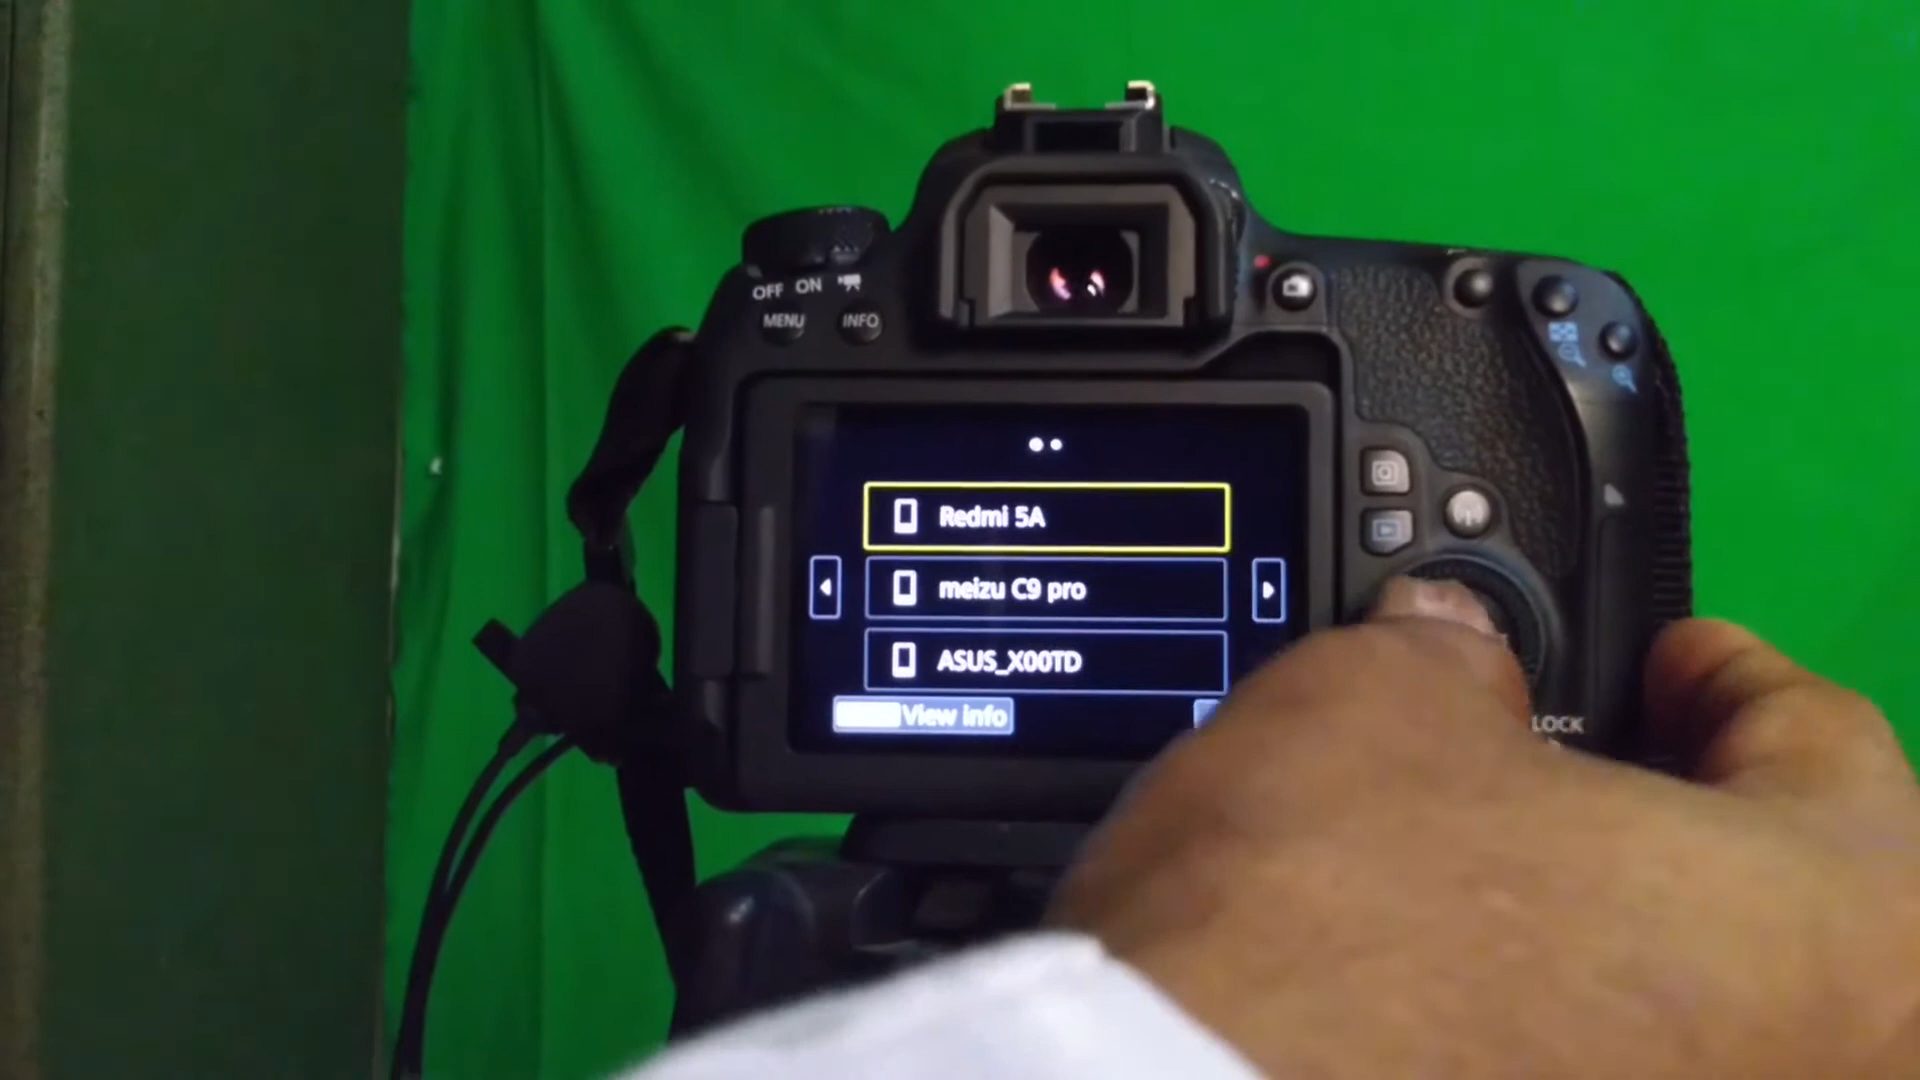 OFF ON
MENU INFO
Redmi 5A
meizu C9 pro
ASUS_X00TD
View info
LOCK